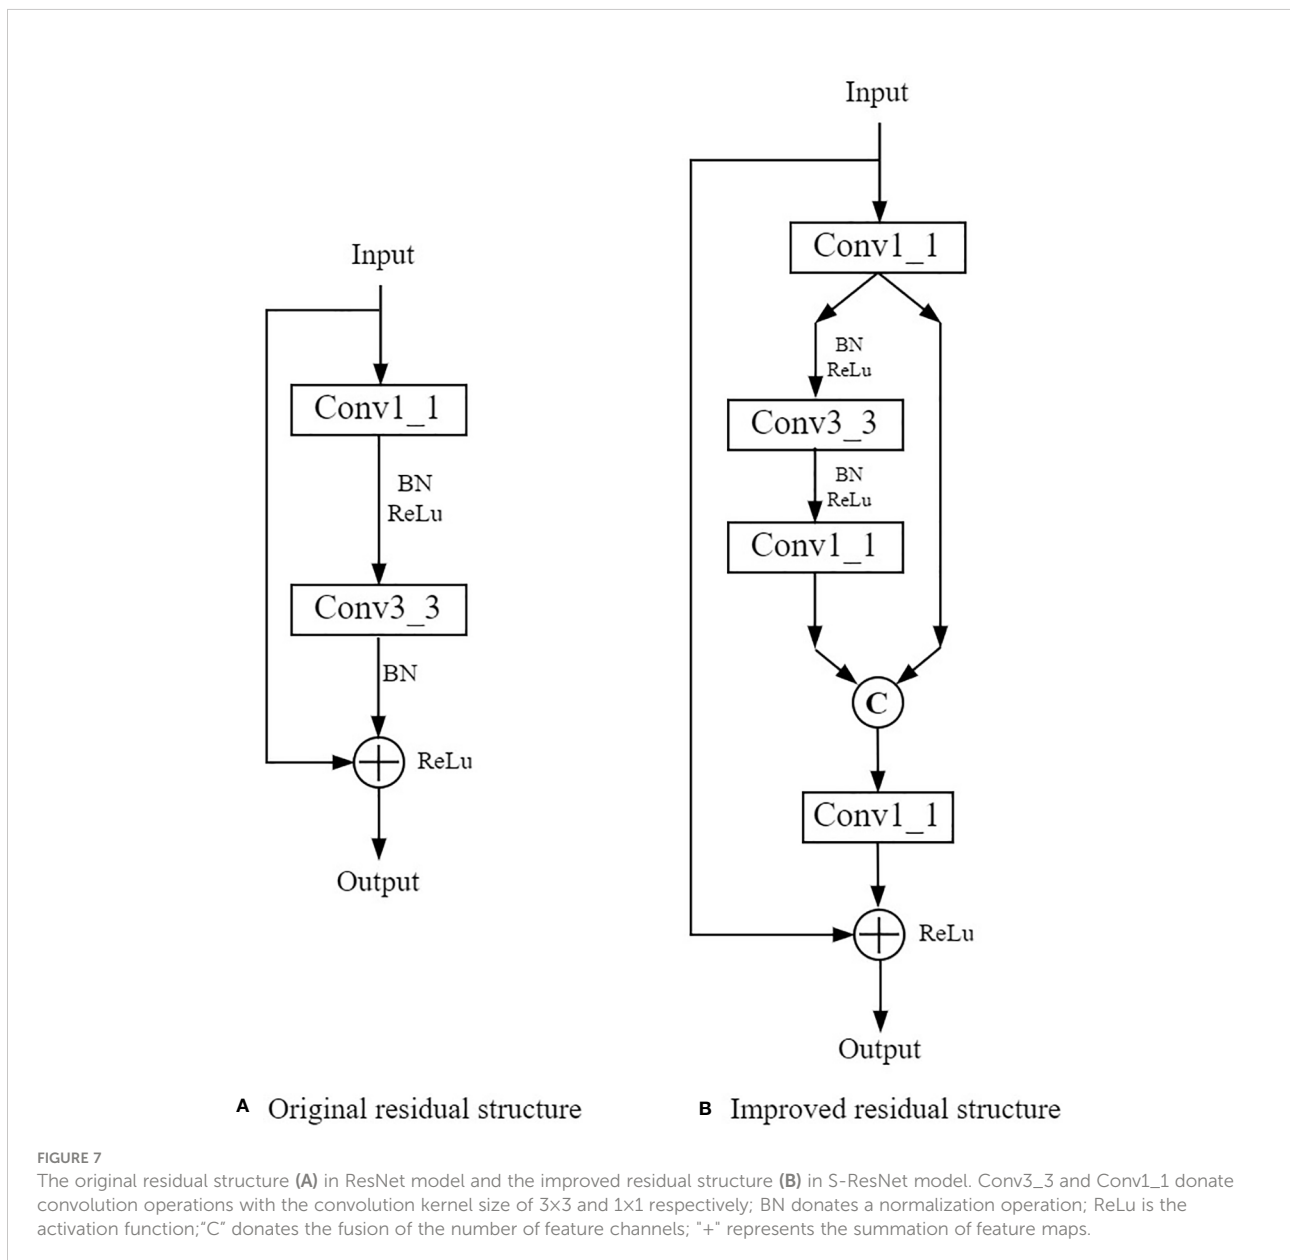 Input
Conv1_1
BN
ReLu
Conv3_3
BN
ReLu
Output
A Original residual structure
Input
Conv1_1
BN
ReLu
Conv3_3
BN
ReLu
Conv1_1
C
Conv1_1
ReLu
Output
B Improved residual structure
FIGURE 7
The original residual structure (A) in ResNet model and the improved residual structure (B) in S-ResNet model. Conv3_3 and Conv1_1 donate
convolution operations with the convolution kernel size of 3×3 and 1×1 respectively; BN donates a normalization operation; ReLu is the
activation function;“C” donates the fusion of the number of feature channels; "+" represents the summation of feature maps.